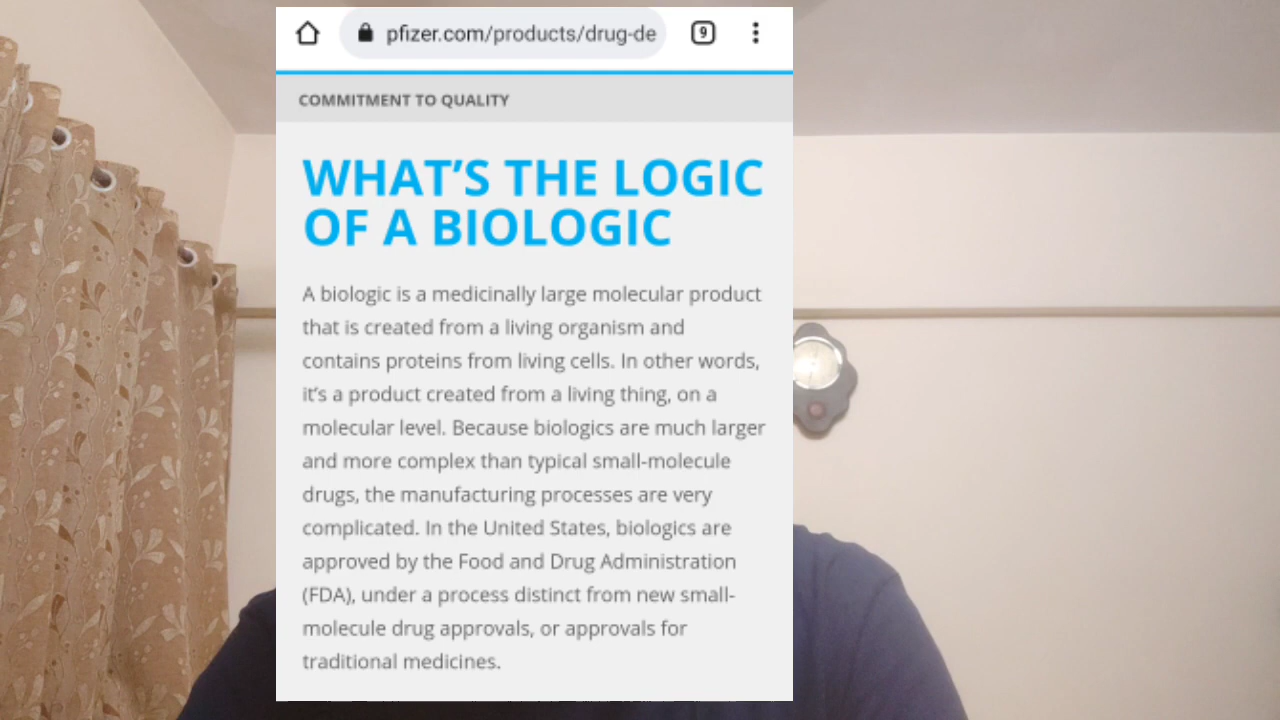 pfizer.com/products/drug-de
9
COMMITMENT TO QUALITY
WHAT'S THE LOGIC
OF A BIOLOGIC
A biologic is a medicinally large molecular product
that is created from a living organism and
contains proteins from living cells. In other words,
it's a product created from a living thing, on a
molecular level. Because biologics are much larger
and more complex than typical small-molecule
drugs, the manufacturing processes are very
complicated. In the United States, biologics are
approved by the Food and Drug Administration
(FDA), under a process distinct from new small-
molecule drug approvals, or approvals for
traditional medicines.